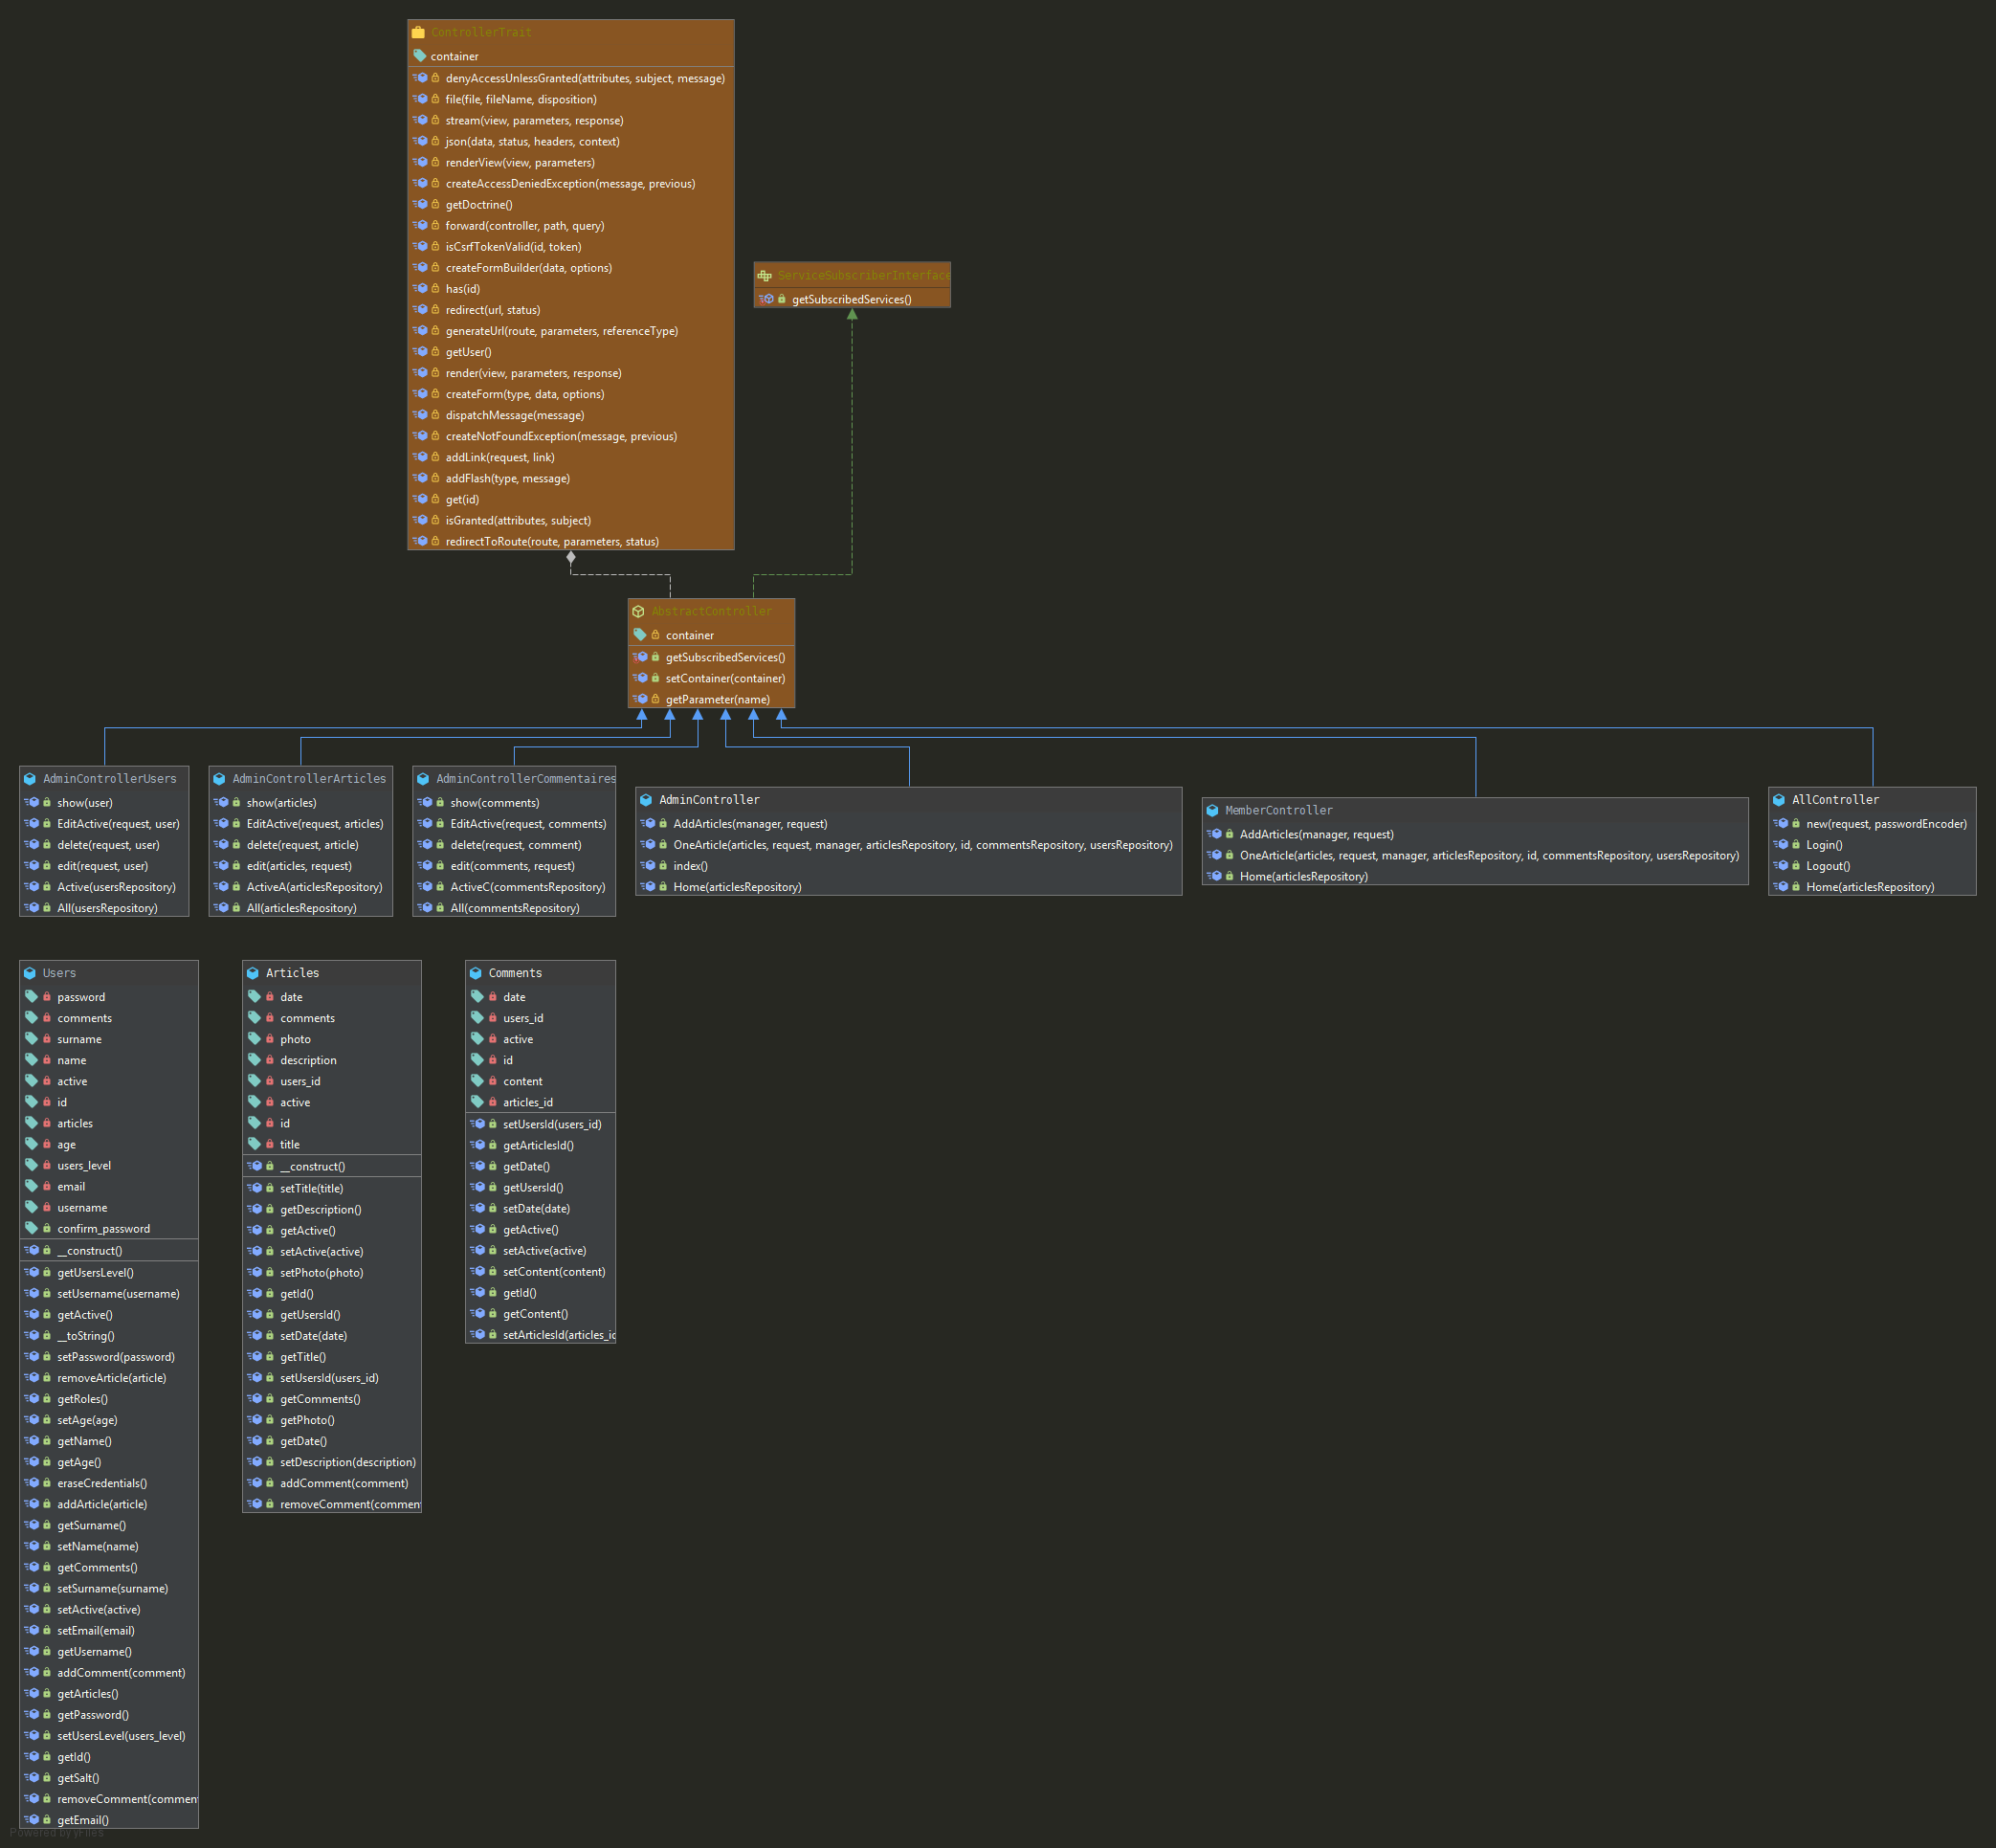 ControllerTrait
container
denyAccessUnlessGranted(attributes, subject, message)
file(file, fileName, disposition)
stream(view, parameters, response)
json(data, status, headers, context)
renderView(view, parameters)
createAccessDeniedException(message, previous)
getDoctrine()
forward(controller, path, query)
isCsrfTokenValid(id, token)
createFormBuilder(data, options)
has(id)
redirect(url, status)
generateUrl(route, parameters, referenceType)
getUser()
render(view, parameters, response)
createForm(type, data, options)
dispatchMessage(message)
createNotFoundException(message, previous)
addLink(request, link)
addFlash(type, message)
get(id)
isGranted(attributes, subject)
redirectToRoute(route, parameters, status)
ServiceSubscriberInterface
getSubscribedServices()
AbstractController
container
getSubscribedServices()
setContainer(container)
getParameter(name)
AdminControllerUsers
show(user)
EditActive(request, user)
delete(request, user)
edit(request, user)
Active(usersRepository)
All(usersRepository)
AdminControllerArticles
show(articles)
EditActive(request, articles)
delete(request, article)
edit(articles, request)
ActiveA(articlesRepository)
All(articlesRepository)
AdminControllerCommentaires
show(comments)
EditActive(request, comments)
delete(request, comment)
edit(comments, request)
ActiveC(commentsRepository)
All(commentsRepository)
AdminController
AddArticles(manager, request)
OneArticle(articles, request, manager, articlesRepository, id, commentsRepository, usersRepository)
index()
Home(articlesRepository)
MemberController
AddArticles(manager, request)
OneArticle(articles, request, manager, articlesRepository, id, commentsRepository, usersRepository)
Home(articlesRepository)
AllController
new(request, passwordEncoder)
Login()
Logout()
Home(articlesRepository)
Users
password
comments
surname
name
active
id
articles
age
users_level
email
username
confirm_password
__construct()
getUsersLevel()
setUsername(username)
getActive()
__toString()
setPassword(password)
removeArticle(article)
getRoles()
setAge(age)
getName()
getAge()
eraseCredentials()
addArticle(article)
getSurname()
setName(name)
getComments()
setSurname(surname)
setActive(active)
setEmail(email)
getUsername()
addComment(comment)
getArticles()
getPassword()
setUsersLevel(users_level)
getId()
getSalt()
removeComment(commen
getEmail()
Articles
date
comments
photo
description
users_id
active
id
title
__construct()
setTitle(title)
getDescription()
getActive()
setActive(active)
setPhoto(photo)
getId()
getUsersId()
setDate(date)
getTitle()
setUsersId(users_id)
getComments()
getPhoto()
getDate()
setDescription(description)
addComment(comment)
removeComment(commen
Comments
date
users_id
active
id
content
articles_id
setUsersId(users_id)
getArticlesId()
getDate()
getUsersId()
setDate(date)
getActive()
setActive(active)
setContent(content)
getId()
getContent()
setArticlesId(articles_id
Powered by yFiles